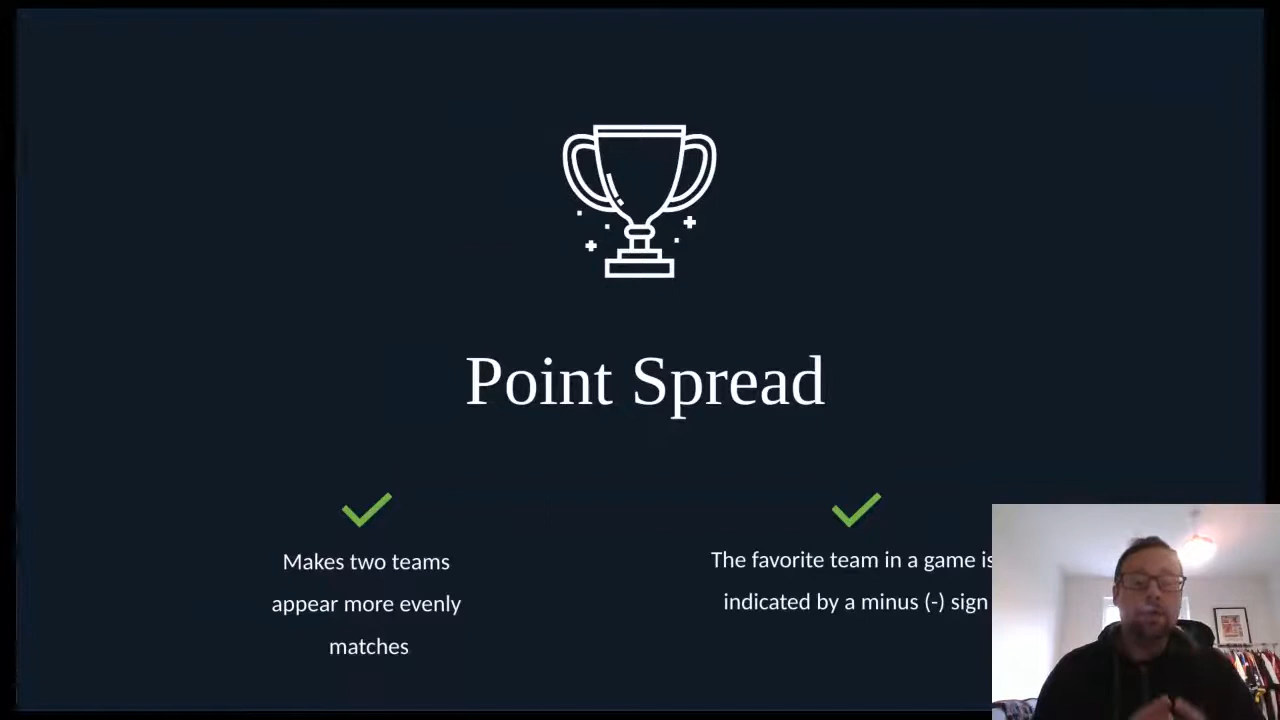 Point Spread
Makes two teams
appear more evenly
matches
The favorite team in a game is
indicated by a minus (-) sign